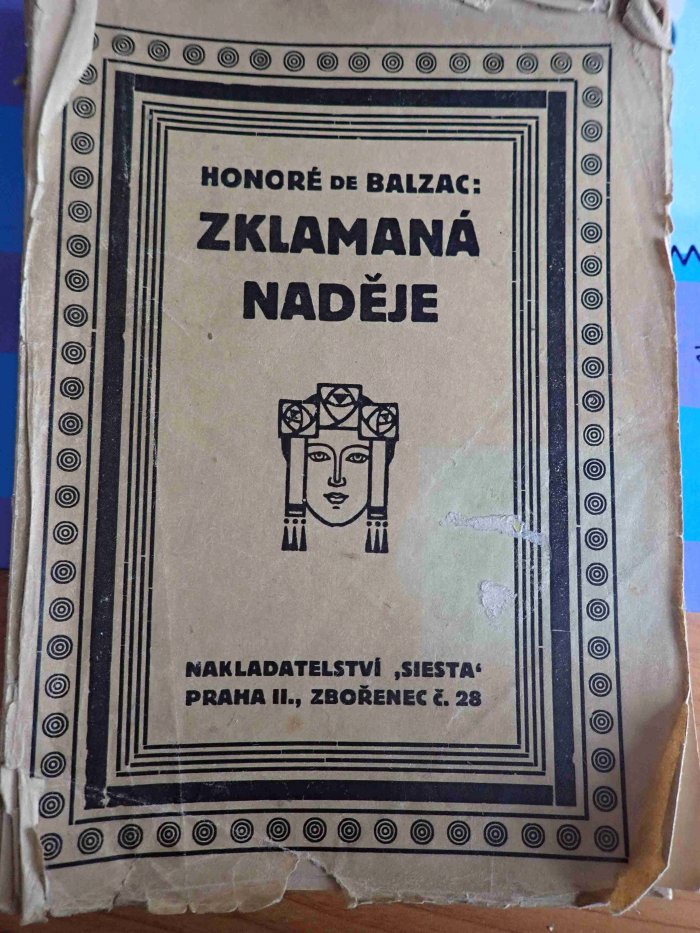 HONORÉ DE BALZAC:
ZKLAMANÁ
NADĚJE
NAKLADATELSTVÍ ‚SIESTA‘
PRAHA II., ZBOŘENEC č. 28